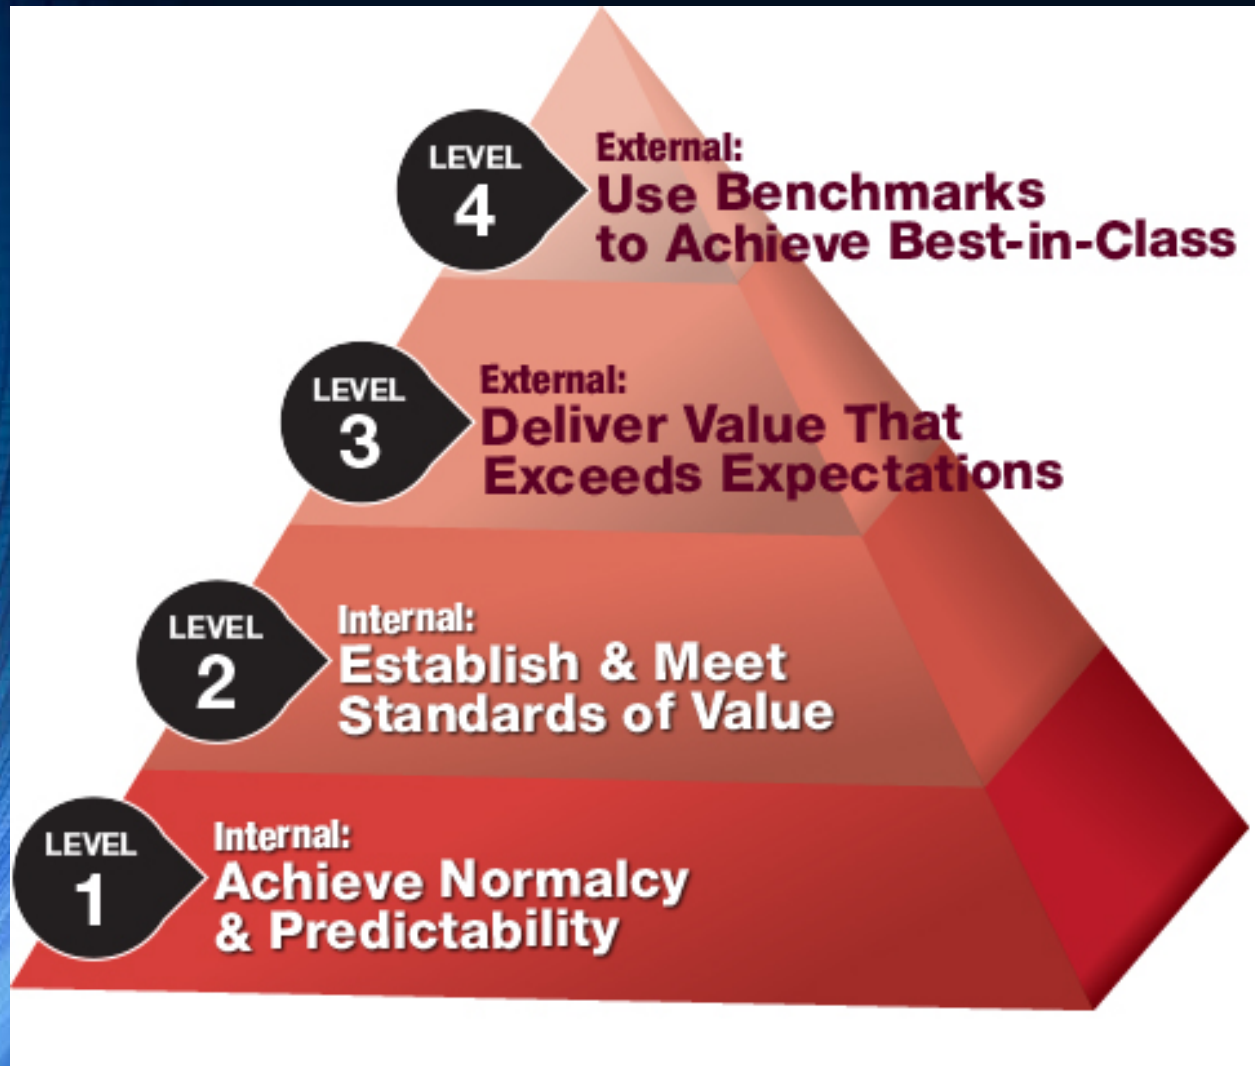 LEVEL
4
External:
Use Benchmarks
to Achieve Best-in-Class
LEVEL
3
External:
Deliver Value That
Exceeds Expectations
LEVEL
2
Internal:
Establish & Meet
Standards of Value
LEVEL
1
Internal:
Achieve Normalcy
& Predictability